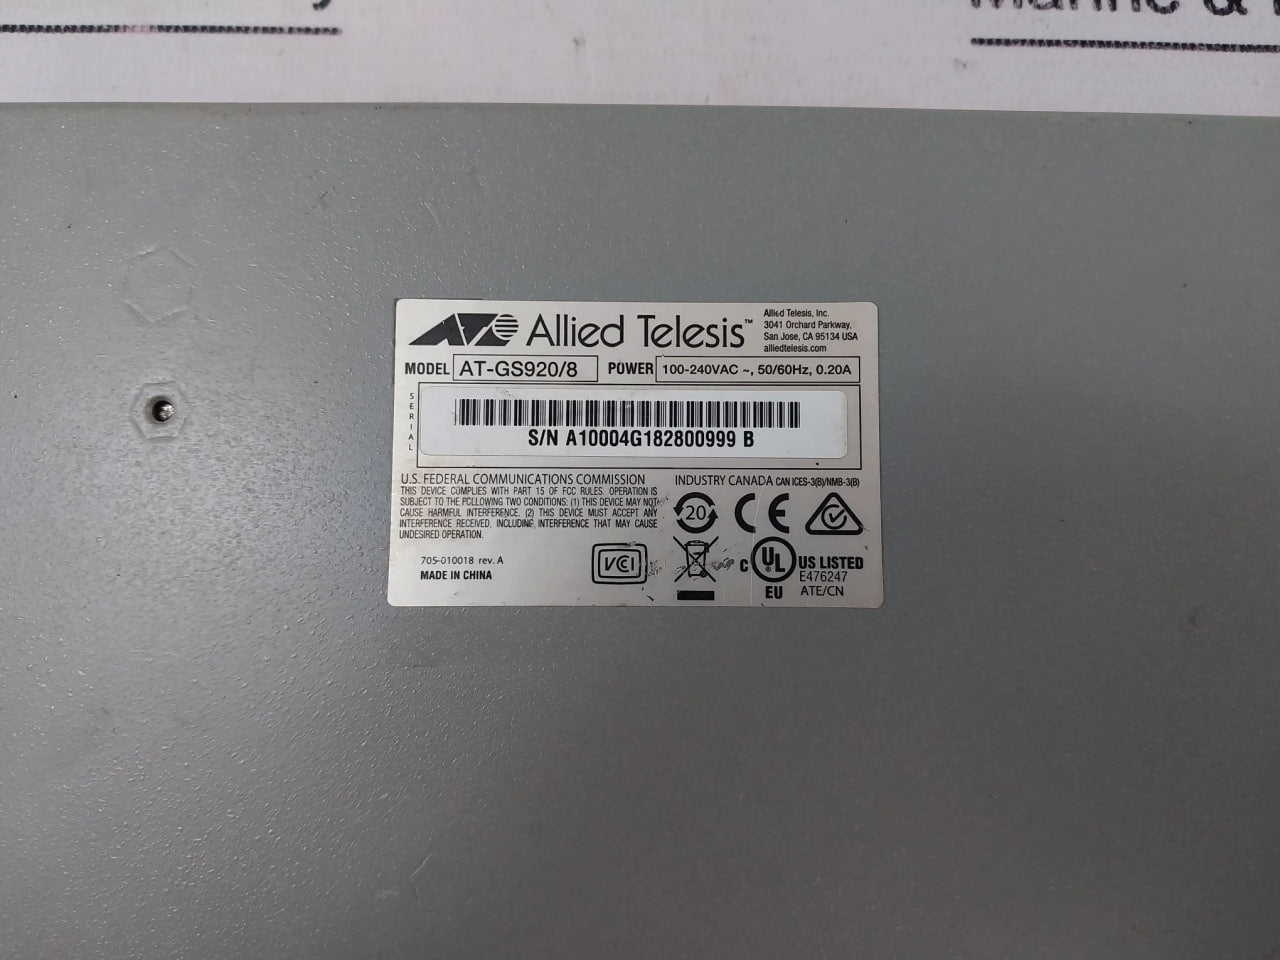 Allied Telesis™
Allied Telesis, Inc.
3041 Orchard Parkway,
San Jose, CA 95134 USA
alliedtelesis.com
MODEL AT-GS920/8 POWER 100-240VAC ~, 50/60Hz, 0.20A
SERIAL
S/N A10004G182800999 B
U.S. FEDERAL COMMUNICATIONS COMMISSION
THIS DEVICE COMPLIES WITH PART 15 OF FCC RULES. OPERATION IS
SUBJECT TO THE FOLLOWING TWO CONDITIONS: (1) THIS DEVICE MAY NOT
CAUSE HARMFUL INTERFERENCE. (2) THIS DEVICE MUST ACCEPT ANY
INTERFERENCE RECEIVED, INCLUDING INTERFERENCE THAT MAY CAUSE
UNDESIRED OPERATION.
INDUSTRY CANADA CAN ICES-3(B)/NMB-3(B)
20 CE
705-010018 rev. A
MADE IN CHINA
VCI
C UL ® US LISTED
E476247
EU ATE/CN